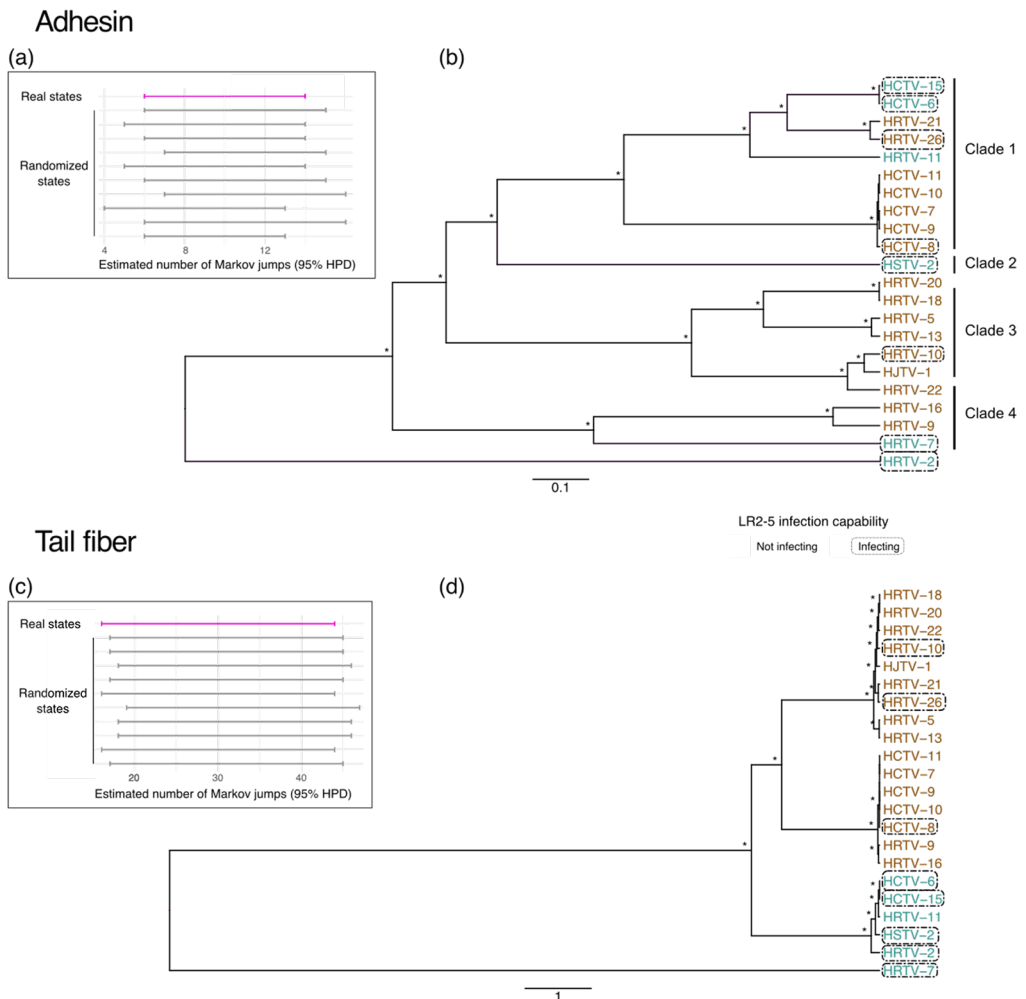 Adhesin
(a)
Real states
Randomized
states
4 8 12
Estimated number of Markov jumps (95% HPD)
(b)
HCTV−15
HCTV−6
HRTV−21
HRTV−26
HRTV−11
HCTV−11
HCTV−10
HCTV−7
HCTV−9
HCTV−8
HSTV−2
HRTV−20
HRTV−18
HRTV−5
HRTV−13
HRTV−10
HJTV−1
HRTV−22
HRTV−16
HRTV−9
HRTV−7
HRTV−2
Clade 1
Clade 2
Clade 3
Clade 4
0.1
LR2-5 infection capability
Not infecting Infecting
Tail fiber
(c)
Real states
Randomized
states
20 30 40
Estimated number of Markov jumps (95% HPD)
(d)
HRTV−18
HRTV−20
HRTV−22
HRTV−10
HJTV−1
HRTV−21
HRTV−26
HRTV−5
HRTV−13
HCTV−11
HCTV−7
HCTV−9
HCTV−10
HCTV−8
HRTV−9
HRTV−16
HCTV−6
HCTV−15
HRTV−11
HSTV−2
HRTV−2
HRTV−7
1